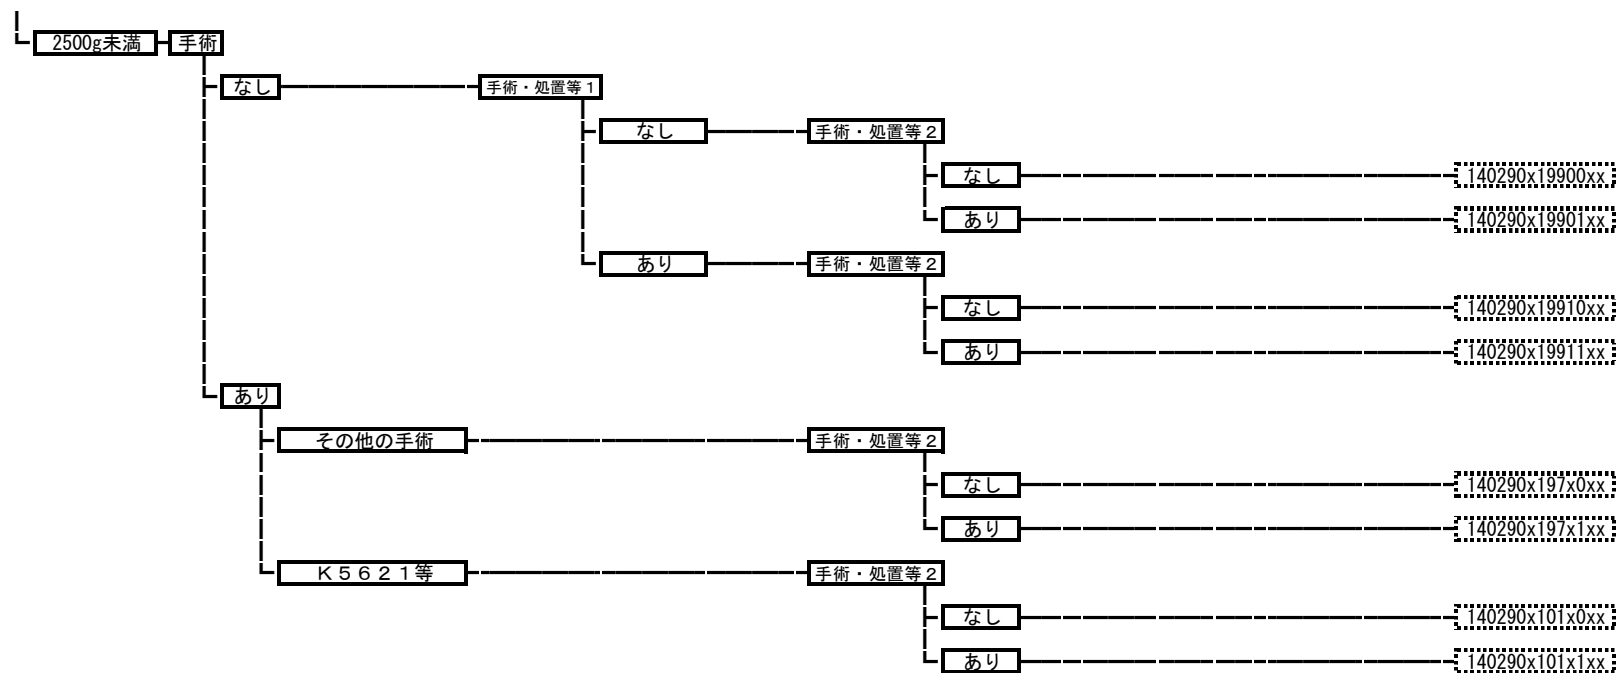 2500g未満 手術
なし 手術・処置等1
なし 手術・処置等2
なし 140290x19900xx
あり 140290x19901xx
あり 手術・処置等2
なし 140290x19910xx
あり 140290x19911xx
あり
その他の手術 手術・処置等2
なし 140290x197x0xx
あり 140290x197x1xx
K5621等 手術・処置等2
なし 140290x101x0xx
あり 140290x101x1xx